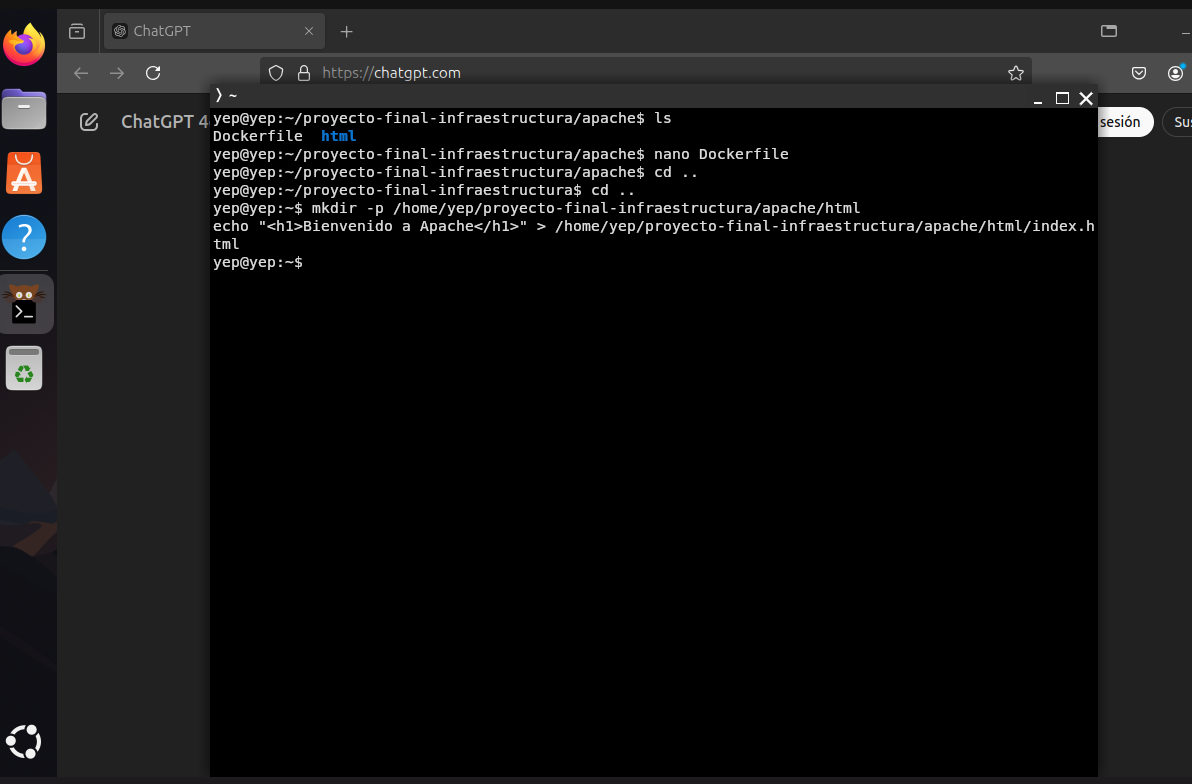 ChatGPT
https://chatgpt.com
ChatGPT 4
sesión
Sus
~
yep@yep:~/proyecto-final-infraestructura/apache$ ls
Dockerfile  html
yep@yep:~/proyecto-final-infraestructura/apache$ nano Dockerfile
yep@yep:~/proyecto-final-infraestructura/apache$ cd ..
yep@yep:~/proyecto-final-infraestructura$ cd ..
yep@yep:~$ mkdir -p /home/yep/proyecto-final-infraestructura/apache/html
echo "<h1>Bienvenido a Apache</h1>" > /home/yep/proyecto-final-infraestructura/apache/html/index.h
tml
yep@yep:~$